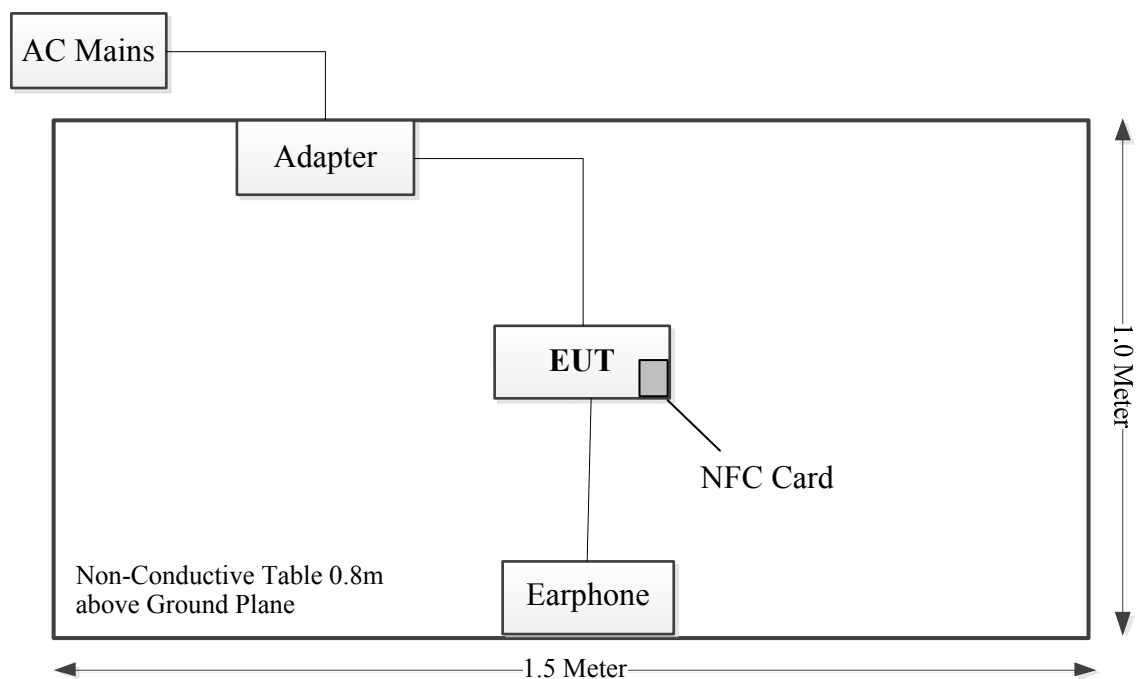 AC Mains
Adapter
EUT
1.0 Meter
NFC Card
Non-Conductive Table 0.8m
above Ground Plane
Earphone
1.5 Meter